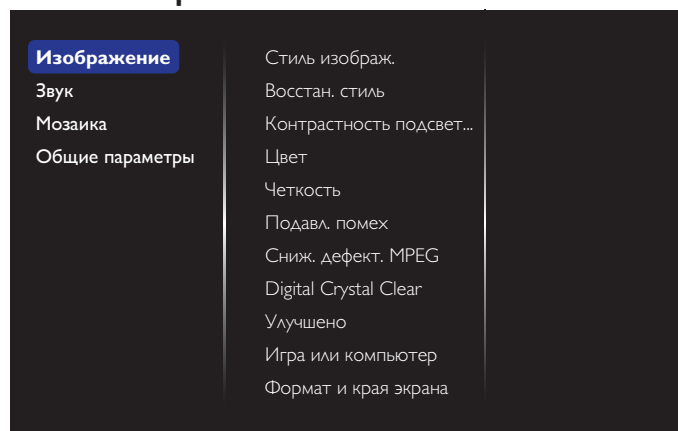 Изображение
Звук
Мозаика
Общие параметры
Стиль изображ.
Восстан. стиль
Контрастность подсвет...
Цвет
Четкость
Подавл. помех
Сниж. дефект. MPEG
Digital Crystal Clear
Улучшено
Игра или компьютер
Формат и края экрана